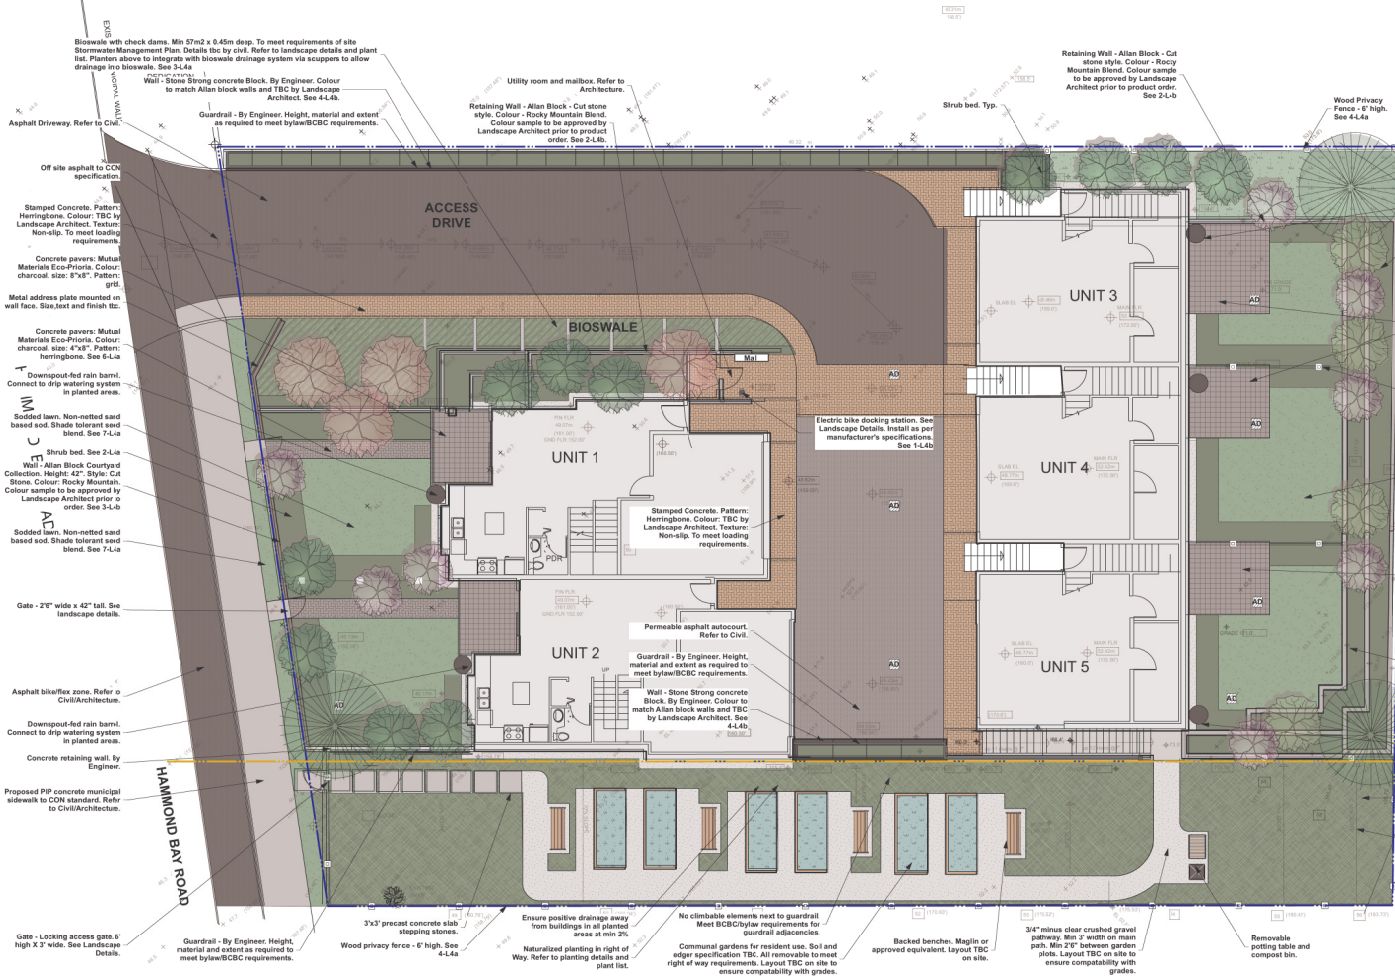 Bioswale with check dams. Min 57m2 x 0.45m deep. To meet requirements of site
Stormwater Management Plan. Details tbc by civil. Refer to landscape details and plant
list. Planters above to integrate with bioswale drainage system via scuppers to allow
drainage ino bioswale. See 3-L4a
DEDICATION
Wall - Stone Strong concrete Block. By Engineer. Colour
to match Allan block walls and TBC by Landscape
Architect. See 4-L4b.
Guardrail - By Engineer. Height, material and extent
as required to meet bylaw/BCBC requirements.
Utility room and mailbox. Refer to
Architecture.
Retaining Wall - Allan Block - Cut stone
style. Colour - Rocky Mountain Blend.
Colour sample to be approved by
Landscape Architect prior to product
order. See 2-L4b.
Retaining Wall - Allan Block - Cut
stone style. Colour - Rocky
Mountain Blend. Colour sample
to be approved by Landscape
Architect prior to product order.
See 2-L4b
Shrub bed. Typ.
Wood Privacy
Fence - 6' high.
See 4-L4a
Asphalt Driveway. Refer to Civil.
Off site asphalt to CON
specification.
Stamped Concrete. Pattern:
Herringbone. Colour: TBC by
Landscape Architect. Texture:
Non-slip. To meet loading
requirements.
Concrete pavers: Mutual
Materials Eco-Prioria. Colour:
charcoal. size: 8"x8". Pattern:
grid.
Metal address plate mounted on
wall face. Size,text and finish tbc.
Concrete pavers: Mutual
Materials Eco-Prioria. Colour:
charcoal. size: 4"x8". Pattern:
herringbone. See 6-L4a
Downspout-fed rain barrel.
Connect to drip watering system
in planted areas.
Sodded lawn. Non-netted sand
based sod. Shade tolerant seed
blend. See 7-L4a
Shrub bed. See 2-L4a
Wall - Allan Block Courtyard
Collection. Height: 42". Style: Cut
Stone. Colour: Rocky Mountain.
Colour sample to be approved by
Landscape Architect prior to
order. See 3-L4b
Sodded lawn. Non-netted sand
based sod. Shade tolerant seed
blend. See 7-L4a
Gate - 2'6" wide x 42" tall. See
landscape details.
Asphalt bike/flex zone. Refer to
Civil/Architecture.
Downspout-fed rain barrel.
Connect to drip watering system
in planted areas.
Concrete retaining wall. By
Engineer.
Proposed PIP concrete municipal
sidewalk to CON standard. Refer
to Civil/Architecture.
HAMMOND BAY ROAD
ACCESS
DRIVE
BIOSWALE
Mail
UNIT 1
UNIT 2
UNIT 3
UNIT 4
UNIT 5
PDR
UP
AD
AD
AD
AD
AD
AD
AD
AD
AD
Electric bike docking station. See
Landscape Details. Install as per
manufacturer's specifications.
See 1-L4b
Stamped Concrete. Pattern:
Herringbone. Colour: TBC by
Landscape Architect. Texture:
Non-slip. To meet loading
requirements.
Permeable asphalt autocourt.
Refer to Civil.
Guardrail - By Engineer. Height,
material and extent as required to
meet bylaw/BCBC requirements.
Wall - Stone Strong concrete
Block. By Engineer. Colour to
match Allan block walls and TBC
by Landscape Architect. See
4-L4b
Gate - Locking access gate.6'
high X 3' wide. See Landscape
Details.
Guardrail - By Engineer. Height,
material and extent as required to
meet bylaw/BCBC requirements.
3'x3' precast concrete slab
stepping stones.
Wood privacy fence - 6' high. See
4-L4a
Ensure positive drainage away
from buildings in all planted
areas at min 2%
Naturalized planting in right of
Way. Refer to planting details and
plant list.
No climbable elements next to guardrail
Meet BCBC/bylaw requirements for
guardrail adjacencies.
Communal gardens for resident use. Soil and
edger specification TBC. All removable to meet
right of way requirements. Layout TBC on site to
ensure compatability with grades.
Backed benches. Maglin or
approved equivalent. Layout TBC
on site.
3/4" minus clear crushed gravel
pathway. Min 3' width on main
path. Min 2'6" between garden
plots. Layout TBC on site to
ensure compatability with
grades.
Removable
potting table and
compost bin.